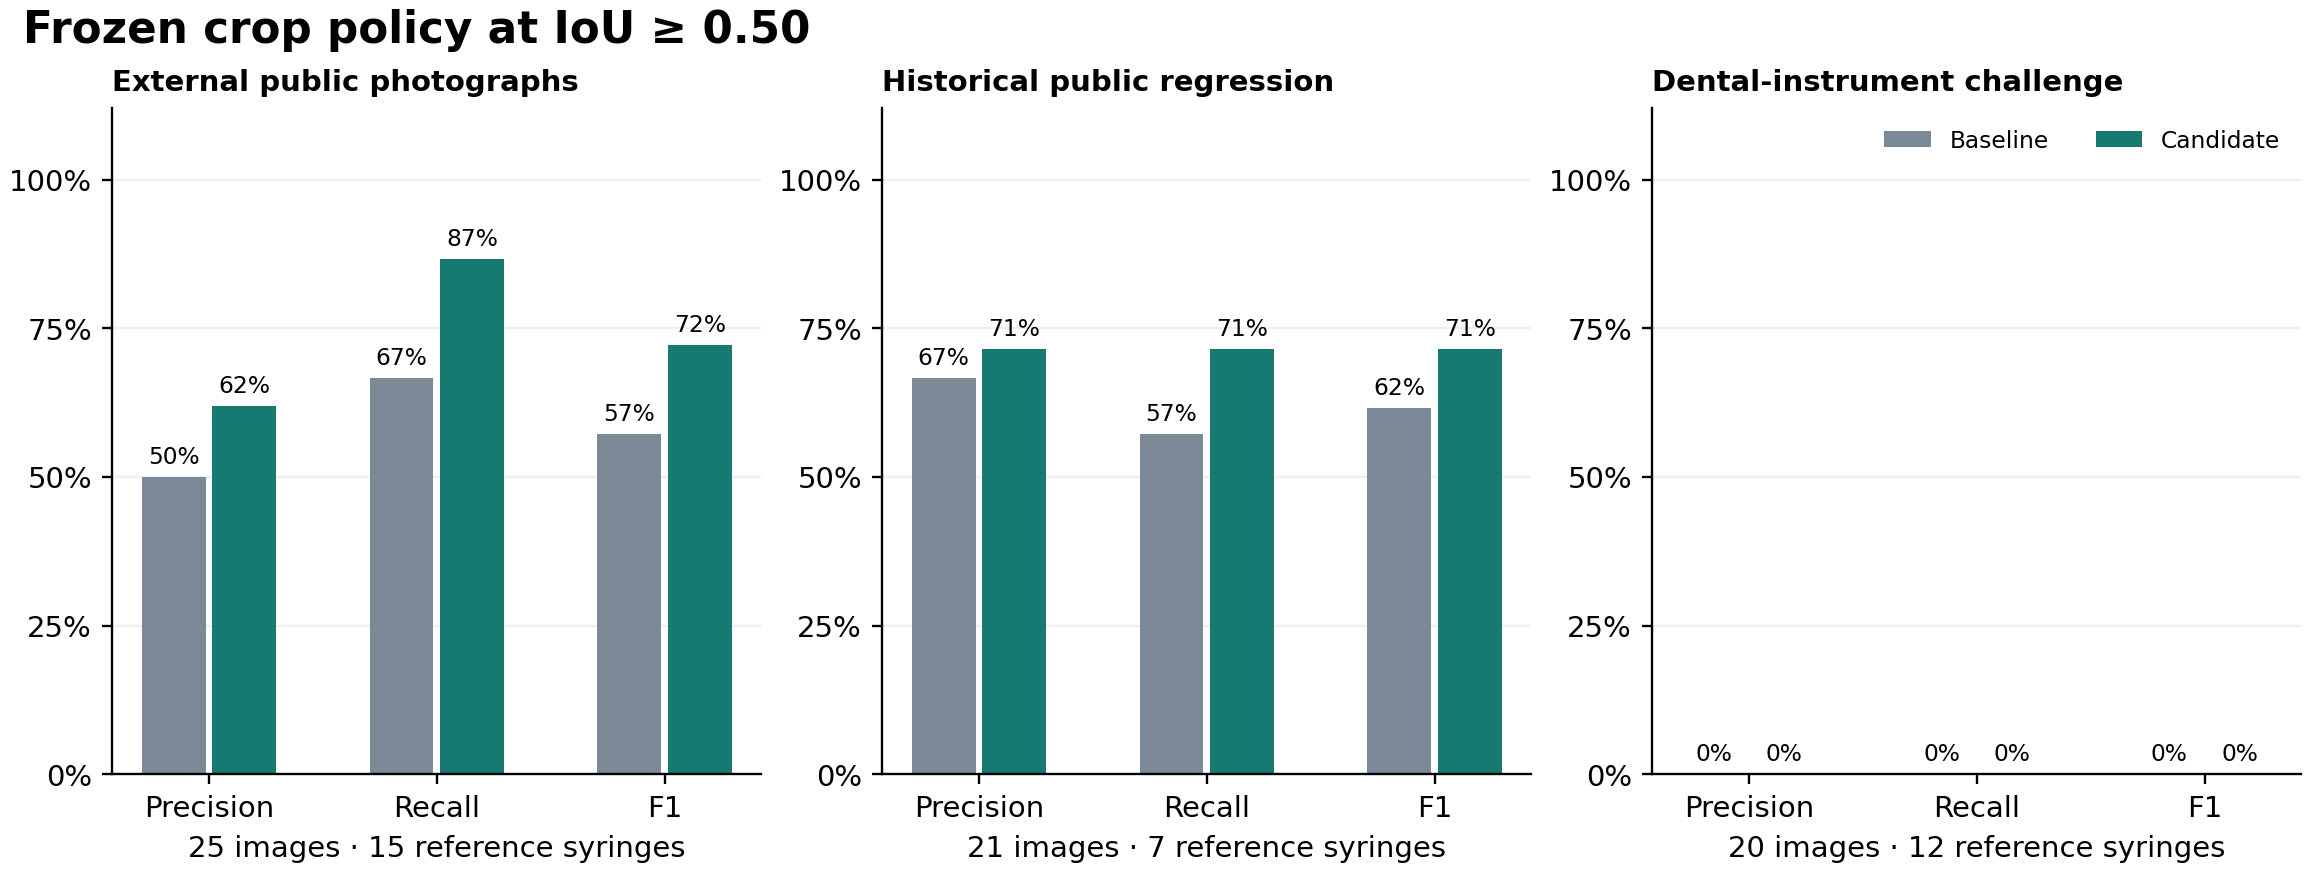 Frozen crop policy at IoU ≥ 0.50
External public photographs
100%
75%
50%
25%
0%
50%
62%
67%
87%
57%
72%
Precision
Recall
F1
25 images · 15 reference syringes
Historical public regression
100%
75%
50%
25%
0%
67%
71%
57%
71%
62%
71%
Precision
Recall
F1
21 images · 7 reference syringes
Dental-instrument challenge
Baseline
Candidate
100%
75%
50%
25%
0%
0%
0%
0%
0%
0%
0%
Precision
Recall
F1
20 images · 12 reference syringes